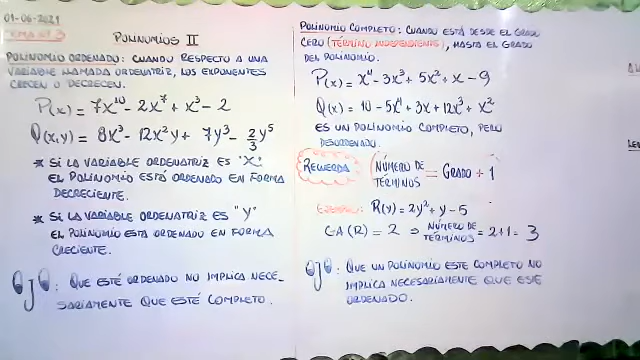 01-06-2021
TEMA N° 3
POLINOMIOS II
POLINOMIO ORDENADO: CUANDO RESPECTO A UNA
VARIABLE LLAMADA ORDENATRIZ, LOS EXPONENTES
CRECEN O DECRECEN.
P(x) = 7x¹⁰ - 2x⁷ + x³ - 2
Q(x,y) = 8x³ - 12x²y + 7y³ - 2/3 y⁵
* SI LA VARIABLE ORDENATRIZ ES "X"
EL POLINOMIO ESTÁ ORDENADO EN FORMA
DECRECIENTE.
* SI LA VARIABLE ORDENATRIZ ES "Y"
EL POLINOMIO ESTÁ ORDENADO EN FORMA
CRECIENTE.
OJO: QUE ESTÉ ORDENADO NO IMPLICA NECE-
SARIAMENTE QUE ESTÉ COMPLETO.
POLINOMIO COMPLETO: CUANDO ESTÁ DESDE EL GRADO
CERO (TÉRMINO INDEPENDIENTE), HASTA EL GRADO
DEL POLINOMIO.
P(x) = x⁴ - 3x³ + 5x² + x - 9
Q(x) = 10 - 5x⁴ + 3x + 12x³ + x²
ES UN POLINOMIO COMPLETO, PERO
DESORDENADO.
RECUERDA (NÚMERO DE TÉRMINOS = GRADO + 1
EJEMPLO: R(y) = 2y² + y - 5
GA(R) = 2 ⇒ NÚMERO DE TÉRMINOS = 2+1 = 3
OJO: QUE UN POLINOMIO ESTE COMPLETO NO
IMPLICA NECESARIAMENTE QUE ESTÉ
ORDENADO.